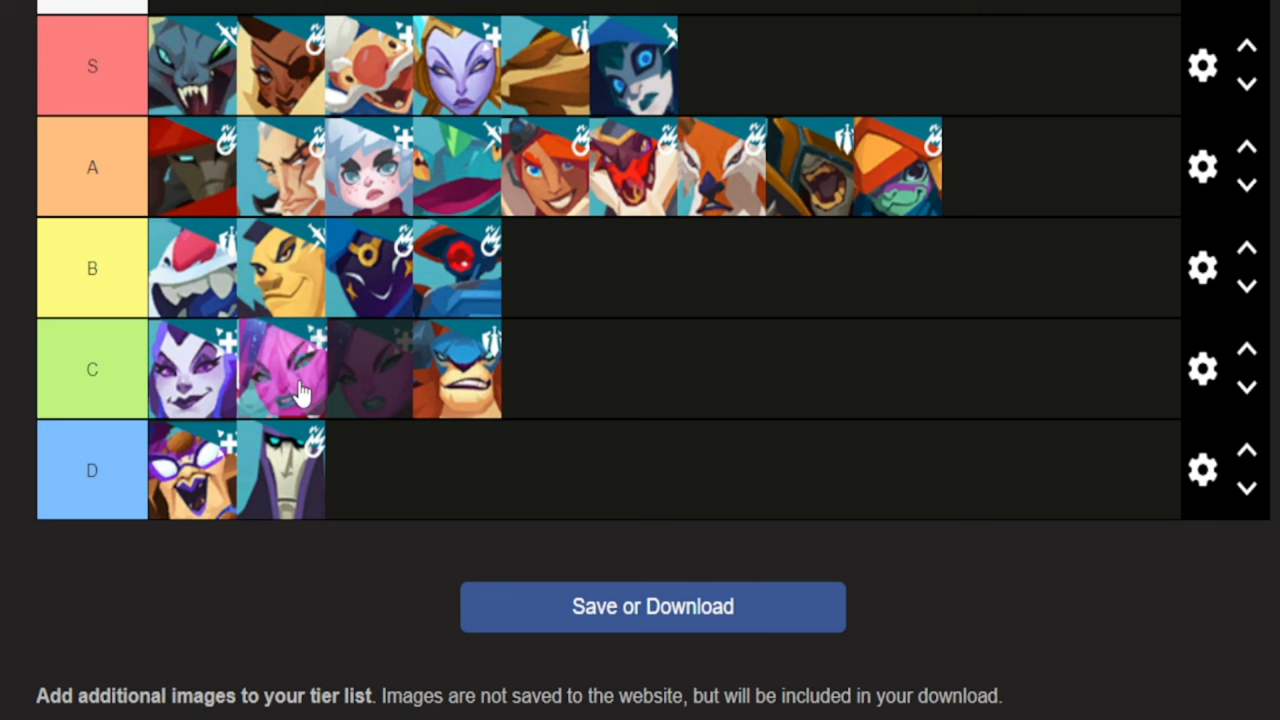 S
A
B
C
D
Save or Download
Add additional images to your tier list. Images are not saved to the website, but will be included in your download.